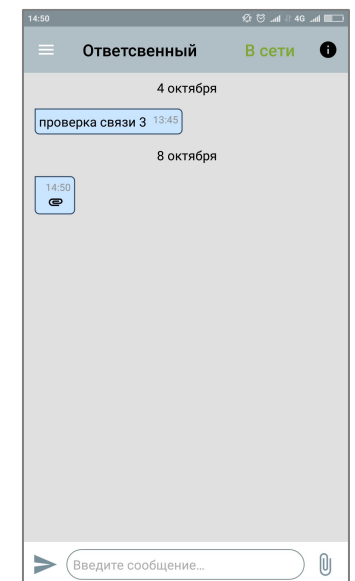 14:50 4G
Ответсвенный В сети
4 октября
проверка связи 3 13:45
8 октября
14:50
Введите сообщение...